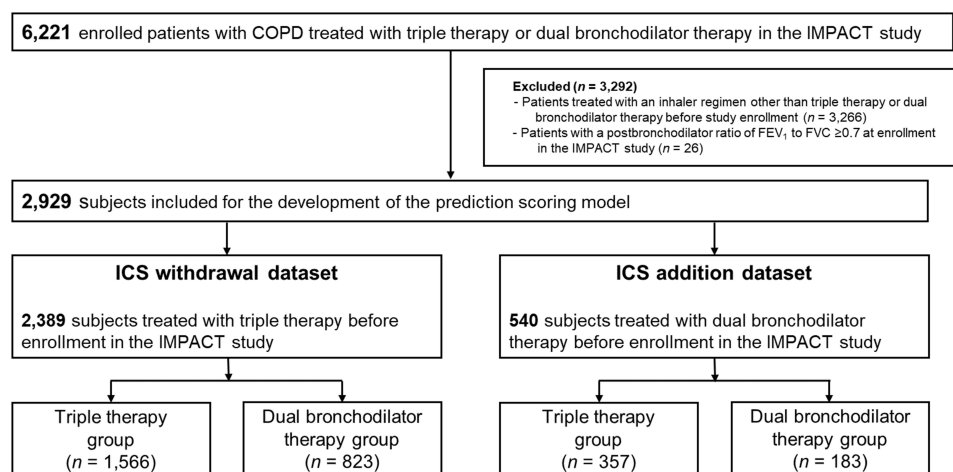 6,221 enrolled patients with COPD treated with triple therapy or dual bronchodilator therapy in the IMPACT study
Excluded (n = 3,292)
- Patients treated with an inhaler regimen other than triple therapy or dual
bronchodilator therapy before study enrollment (n = 3,266)
- Patients with a postbronchodilator ratio of FEV₁ to FVC ≥0.7 at enrollment
in the IMPACT study (n = 26)
2,929 subjects included for the development of the prediction scoring model
ICS withdrawal dataset
2,389 subjects treated with triple therapy before
enrollment in the IMPACT study
ICS addition dataset
540 subjects treated with dual bronchodilator
therapy before enrollment in the IMPACT study
Triple therapy
group
(n = 1,566)
Dual bronchodilator
therapy group
(n = 823)
Triple therapy
group
(n = 357)
Dual bronchodilator
therapy group
(n = 183)